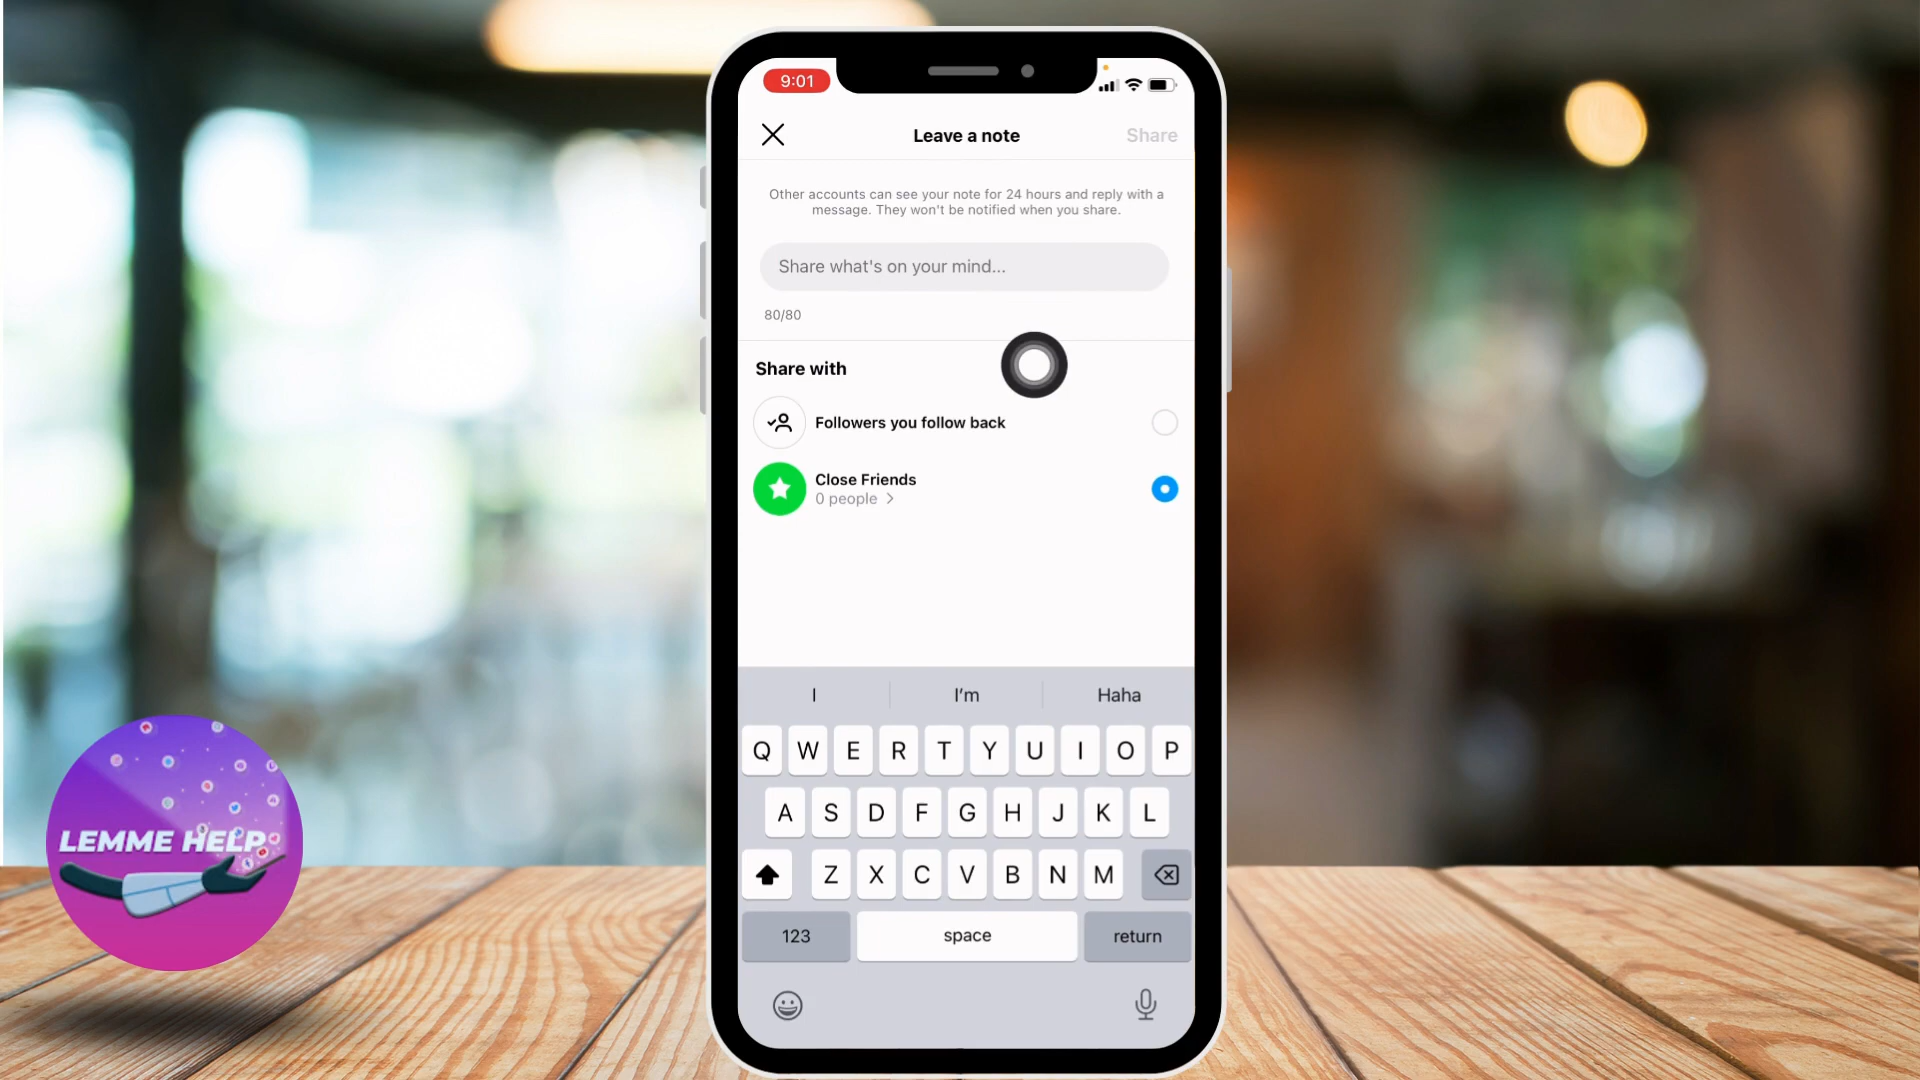 9:01
Leave a note
Share
Other accounts can see your note for 24 hours and reply with a
message. They won't be notified when you share.
Share what's on your mind...
80/80
Share with
Followers you follow back
Close Friends
0 people
I
I'm
Haha
Q W E R T Y U I O P
A S D F G H J K L
Z X C V B N M
123
space
return
LEMME HELP